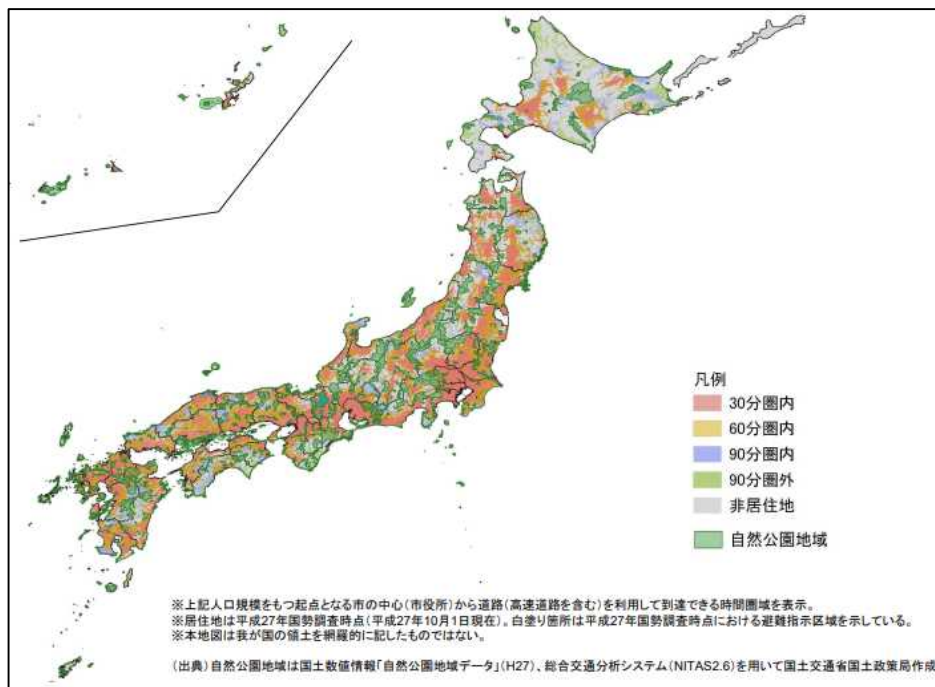 凡例
30分圏内
60分圏内
90分圏内
90分圏外
非居住地
自然公園地域
※上記人口規模をもつ起点となる市の中心(市役所)から道路(高速道路を含む)を利用して到達できる時間圏域を表示。
※居住地は平成27年国勢調査時点(平成27年10月1日現在)。白塗り箇所は平成27年国勢調査時点における避難指示区域を示している。
※本地図は我が国の領土を網羅的に記したものではない。
(出典)自然公園地域は国土数値情報「自然公園地域データ」(H27)、総合交通分析システム(NITAS2.6)を用いて国土交通省国土政策局作成